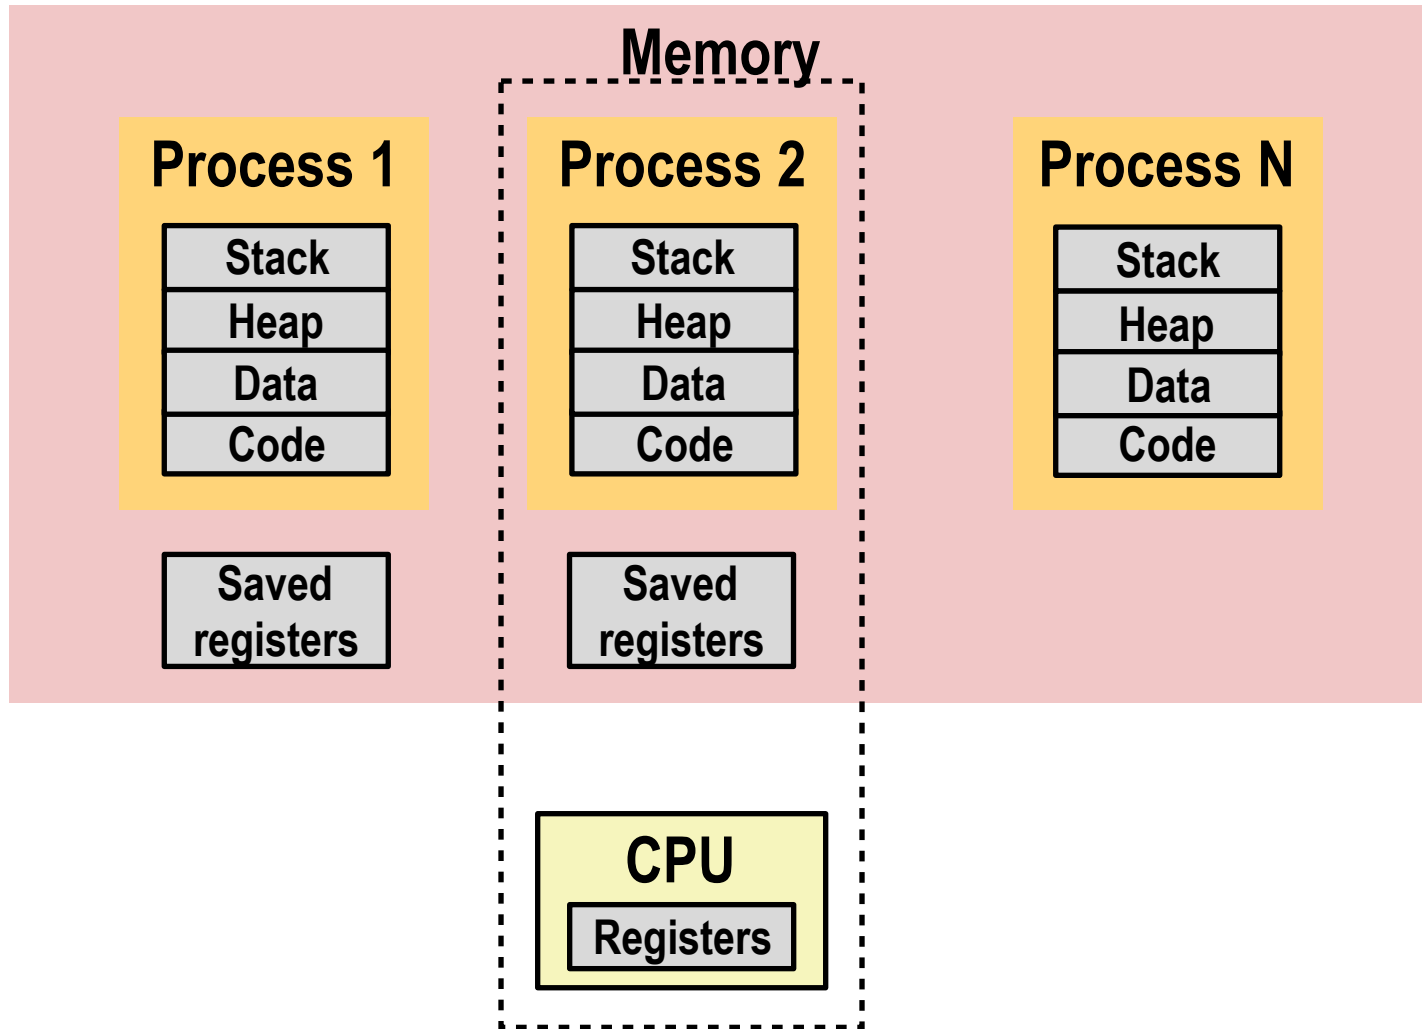 Memory
Process 1
Stack
Heap
Data
Code
Saved
registers
Process 2
Stack
Heap
Data
Code
Saved
registers
Process N
Stack
Heap
Data
Code
CPU
Registers